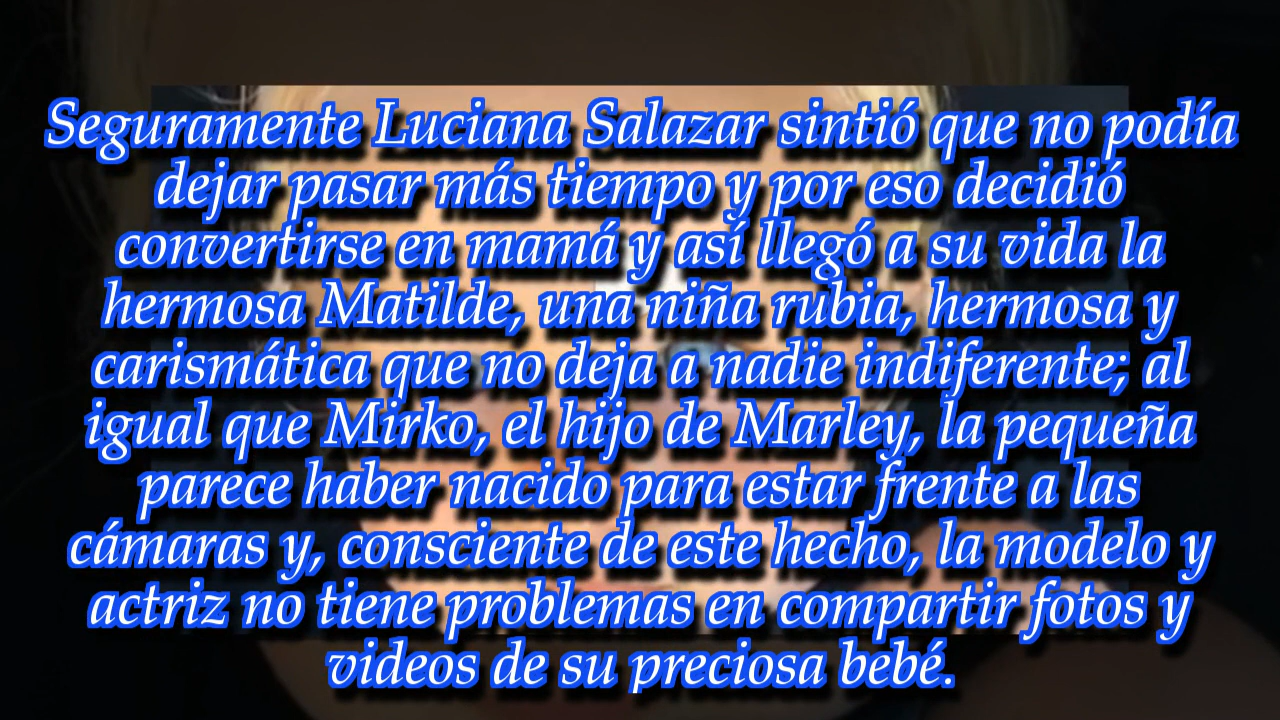 Seguramente Luciana Salazar sintió que no podía
dejar pasar más tiempo y por eso decidió
convertirse en mamá y así llegó a su vida la
hermosa Matilde, una niña rubia, hermosa y
carismática que no deja a nadie indiferente; al
igual que Mirko, el hijo de Marley, la pequeña
parece haber nacido para estar frente a las
cámaras y, consciente de este hecho, la modelo y
actriz no tiene problemas en compartir fotos y
videos de su preciosa bebé.